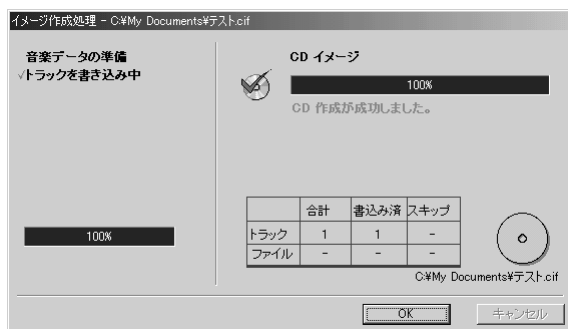 イメージ作成処理 - C:¥My Documents¥テスト.cif
音楽データの準備
√トラックを書き込み中
100%
CD イメージ
100%
CD 作成が成功しました。
合計 書込み済 スキップ
トラック 1 1 -
ファイル - - -
C:¥My Documents¥テスト.cif
OK キャンセル